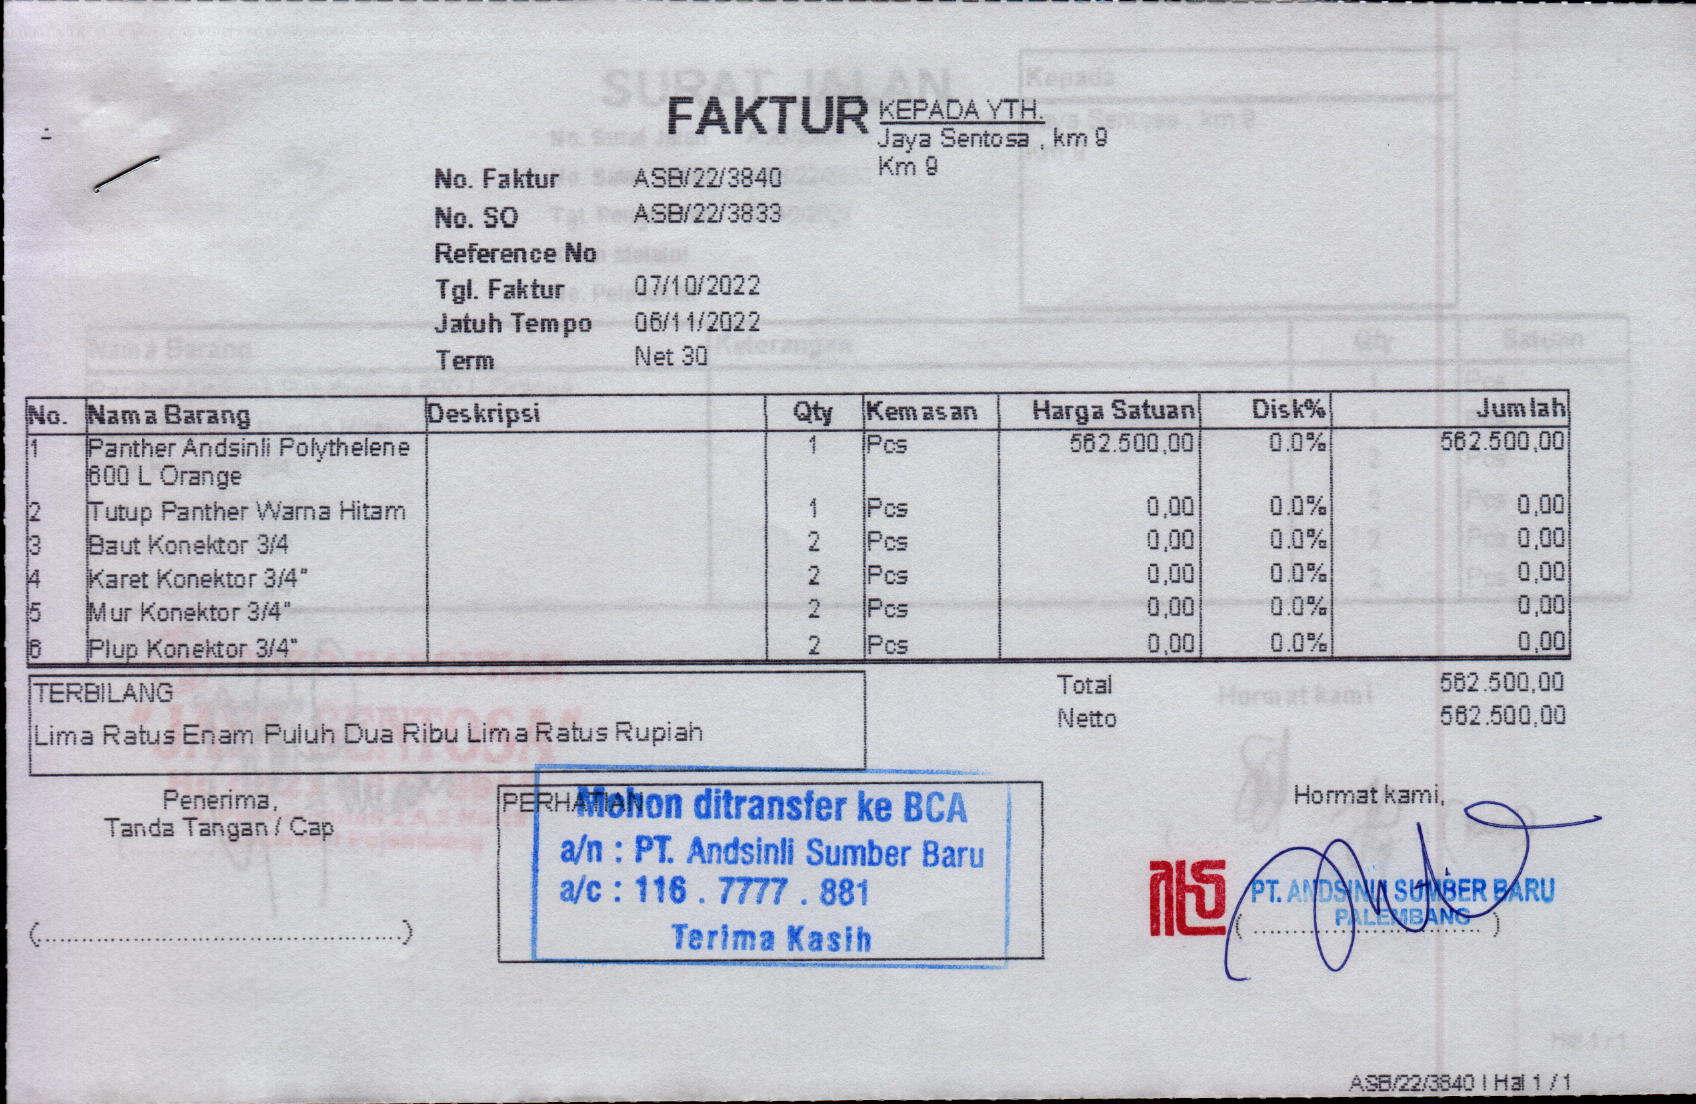 FAKTUR
KEPADA YTH.
Jaya Sentosa , km 9
Km 9
No. Faktur ASB/22/3840
No. SO ASB/22/3833
Reference No
Tgl. Faktur 07/10/2022
Jatuh Tempo 06/11/2022
Term Net 30
No. Nama Barang Deskripsi Qty Kemasan Harga Satuan Disk% Jumlah
1 Panther Andsinli Polythelene 1 Pcs 562.500,00 0.0% 562.500,00
600 L Orange
2 Tutup Panther Warna Hitam 1 Pcs 0,00 0.0% 0,00
3 Baut Konektor 3/4 2 Pcs 0,00 0.0% 0,00
4 Karet Konektor 3/4" 2 Pcs 0,00 0.0% 0,00
5 Mur Konektor 3/4" 2 Pcs 0,00 0.0% 0,00
6 Plup Konektor 3/4" 2 Pcs 0,00 0.0% 0,00
TERBILANG
Lima Ratus Enam Puluh Dua Ribu Lima Ratus Rupiah
Total 562.500,00
Netto 562.500,00
Penerima,
Tanda Tangan / Cap
(........................................)
PERHATIAN
Mohon ditransfer ke BCA
a/n : PT. Andsinli Sumber Baru
a/c : 116 . 7777 . 881
Terima Kasih
Hormat kami,
PT. ANDSINLI SUMBER BARU
PALEMBANG
(........................................)
ASB/22/3840 | Hal 1 / 1